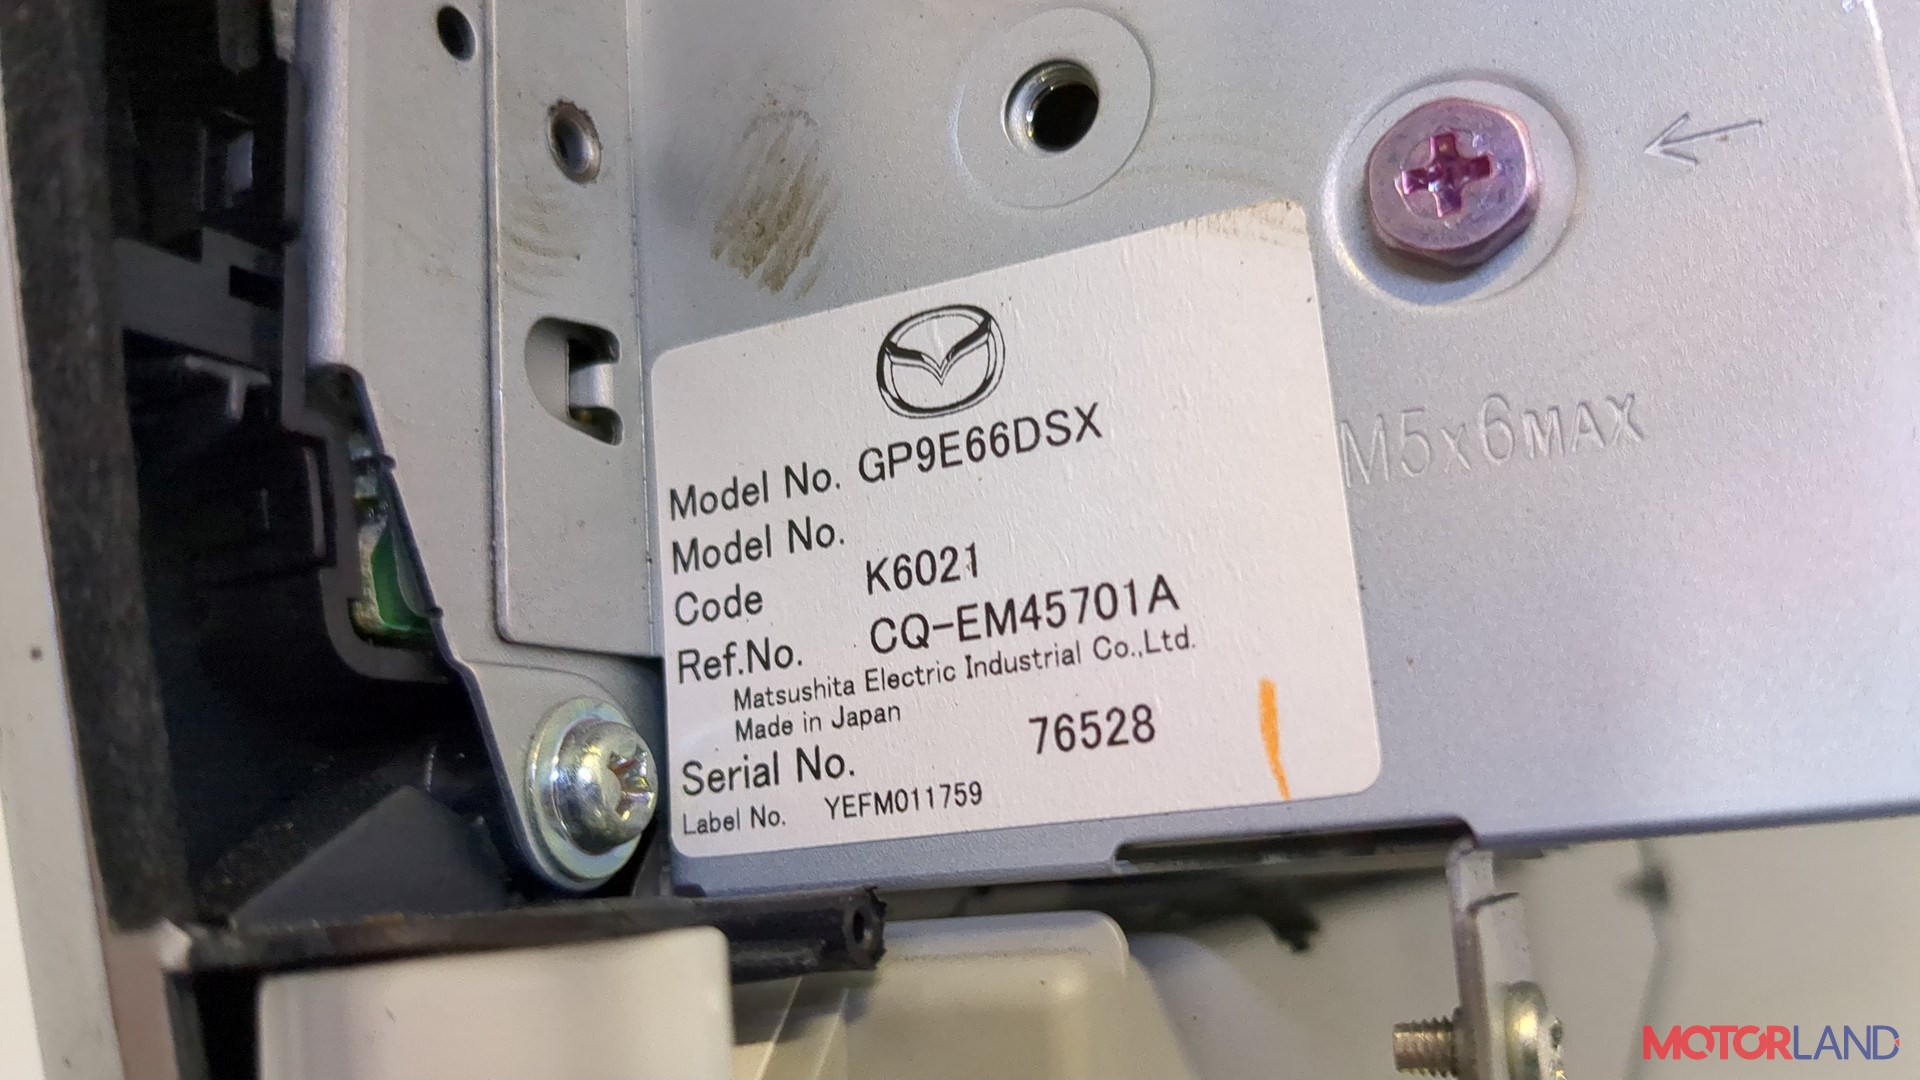 Model No. GP9E66DSX
Model No.
Code K6021
Ref.No. CQ-EM45701A
Matsushita Electric Industrial Co.,Ltd.
Made in Japan
Serial No. 76528
Label No. YEFM011759
M5x6MAX
MOTORLAND